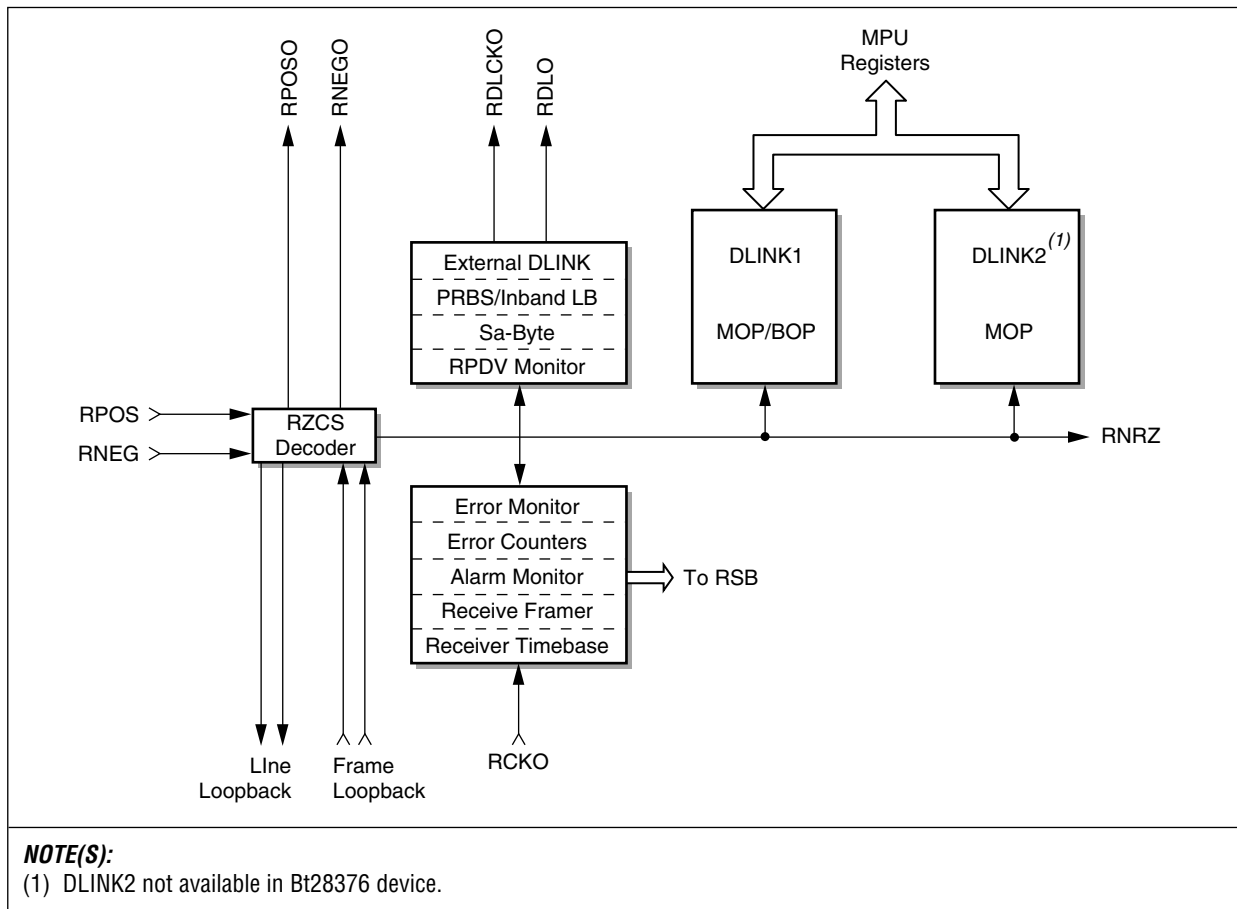 RPOSO
RNEGO
RDLCKO
RDLO
MPU
Registers
External DLINK
PRBS/Inband LB
Sa-Byte
RPDV Monitor
DLINK1
MOP/BOP
DLINK2(1)
MOP
RPOS
RNEG
RZCS
Decoder
RNRZ
Error Monitor
Error Counters
Alarm Monitor
Receive Framer
Receiver Timebase
To RSB
LIne
Loopback
Frame
Loopback
RCKO
NOTE(S):
(1) DLINK2 not available in Bt28376 device.